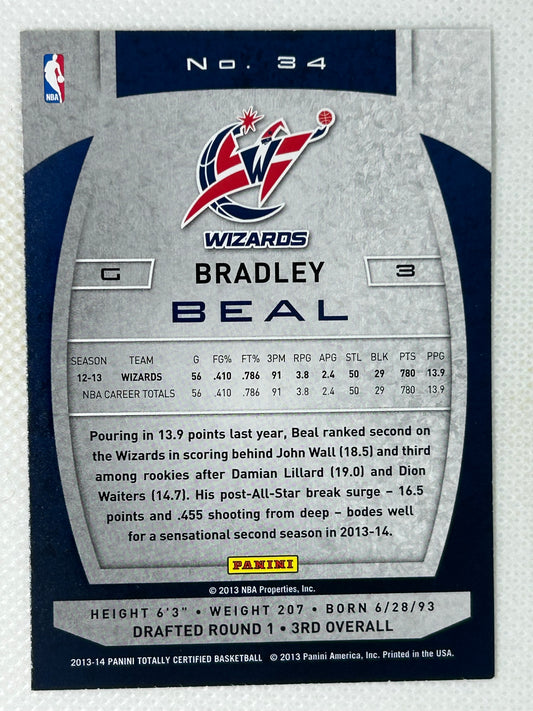 No. 34
NBA
W
WIZARDS
G BRADLEY 3
BEAL
SEASON TEAM G FG% FT% 3PM RPG APG STL BLK PTS PPG
12-13 WIZARDS 56 .410 .786 91 3.8 2.4 50 29 780 13.9
NBA CAREER TOTALS 56 .410 .786 91 3.8 2.4 50 29 780 13.9
Pouring in 13.9 points last year, Beal ranked second on
the Wizards in scoring behind John Wall (18.5) and third
among rookies after Damian Lillard (19.0) and Dion
Waiters (14.7). His post-All-Star break surge – 16.5
points and .455 shooting from deep – bodes well
for a sensational second season in 2013-14.
PANINI
© 2013 NBA Properties, Inc.
HEIGHT 6'3" • WEIGHT 207 • BORN 6/28/93
DRAFTED ROUND 1 • 3RD OVERALL
2013-14 PANINI TOTALLY CERTIFIED BASKETBALL © 2013 Panini America, Inc. Printed in the USA.